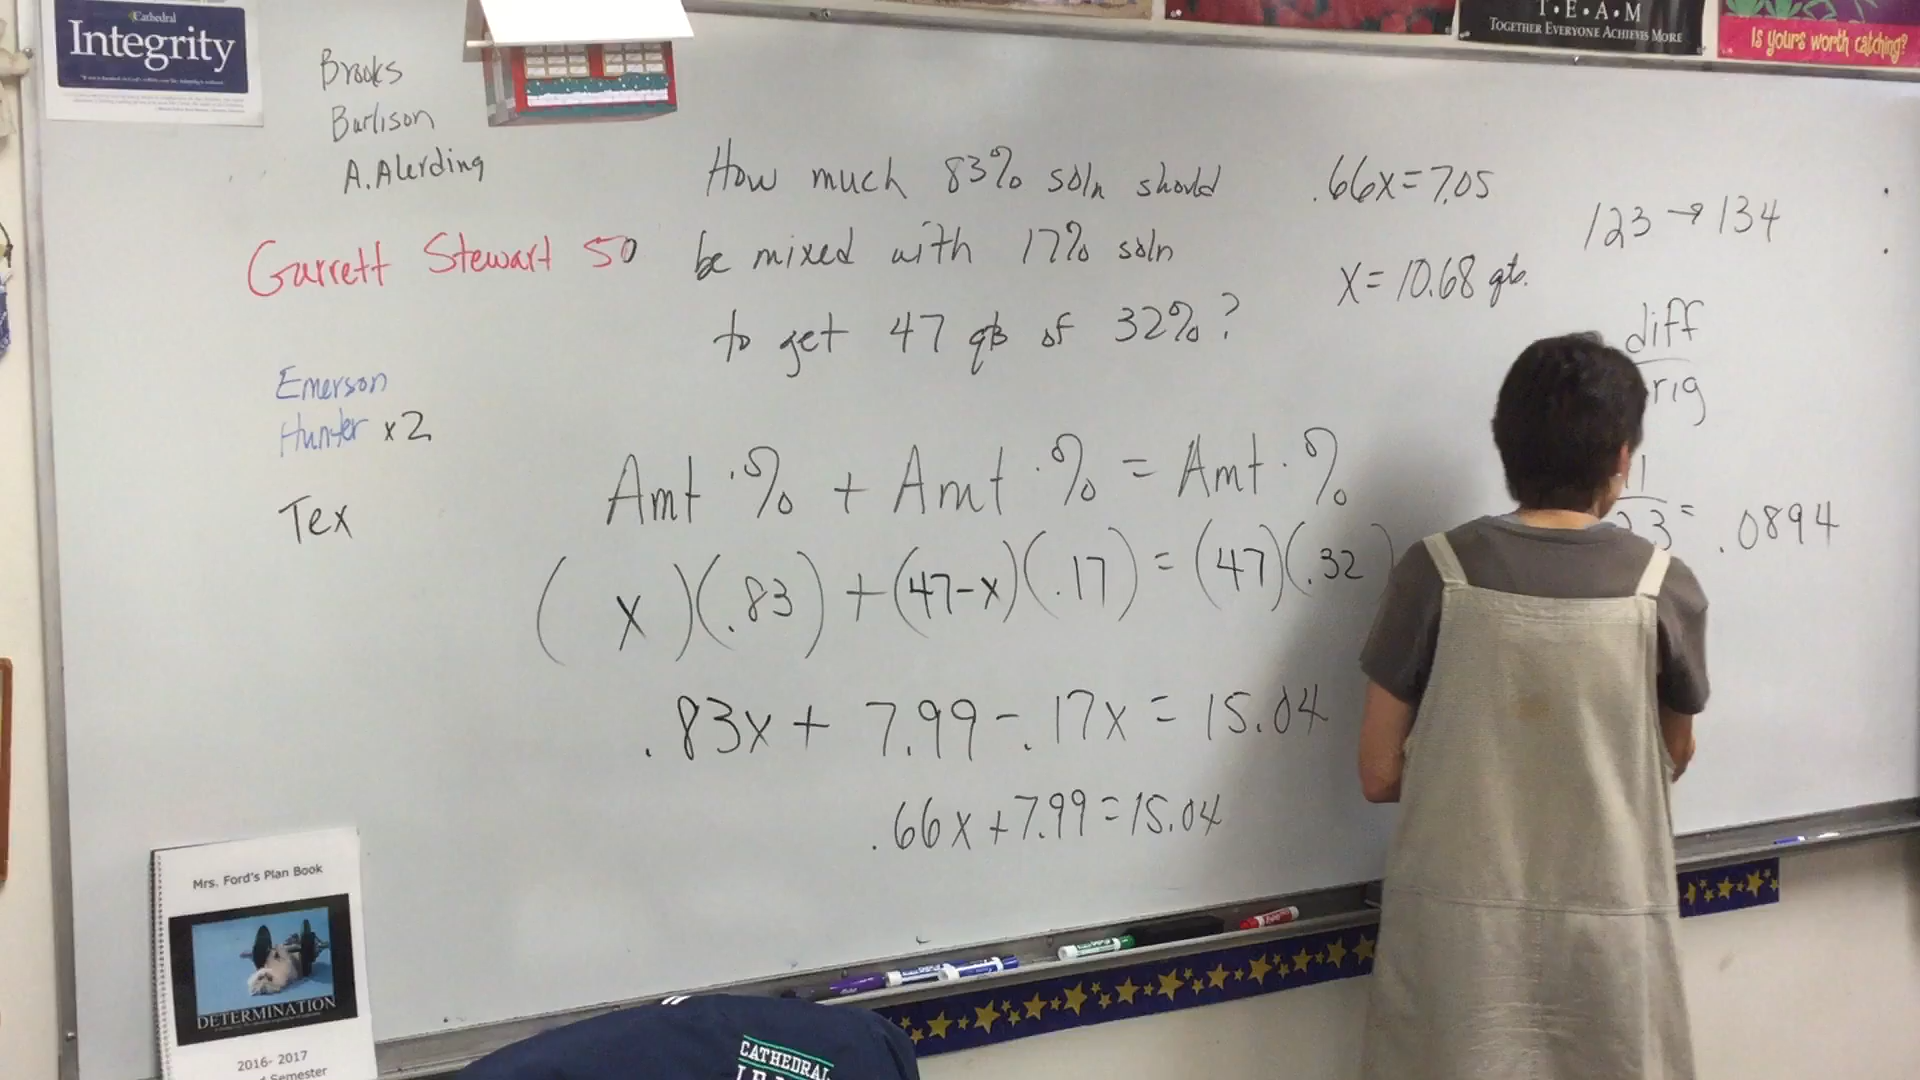 Cathedral
Integrity
Brooks
Burlison
A. Alerding
Garrett Stewart 50
Emerson
Hunter x2
Tex
How much 83% soln should
be mixed with 17% soln
to get 47 qts of 32%?
Amt · % + Amt · % = Amt · %
( x )(.83) + (47-x)(.17) = (47)(.32
.83x + 7.99 - .17x = 15.04
.66x + 7.99 = 15.04
.66x = 7.05
x = 10.68 qts.
123 → 134
diff
rig
11
23 = .0894
T•E•A•M
TOGETHER EVERYONE ACHIEVES MORE
Is yours worth catching?
Mrs. Ford's Plan Book
DETERMINATION
2016- 2017
Semester
CATHEDRAL